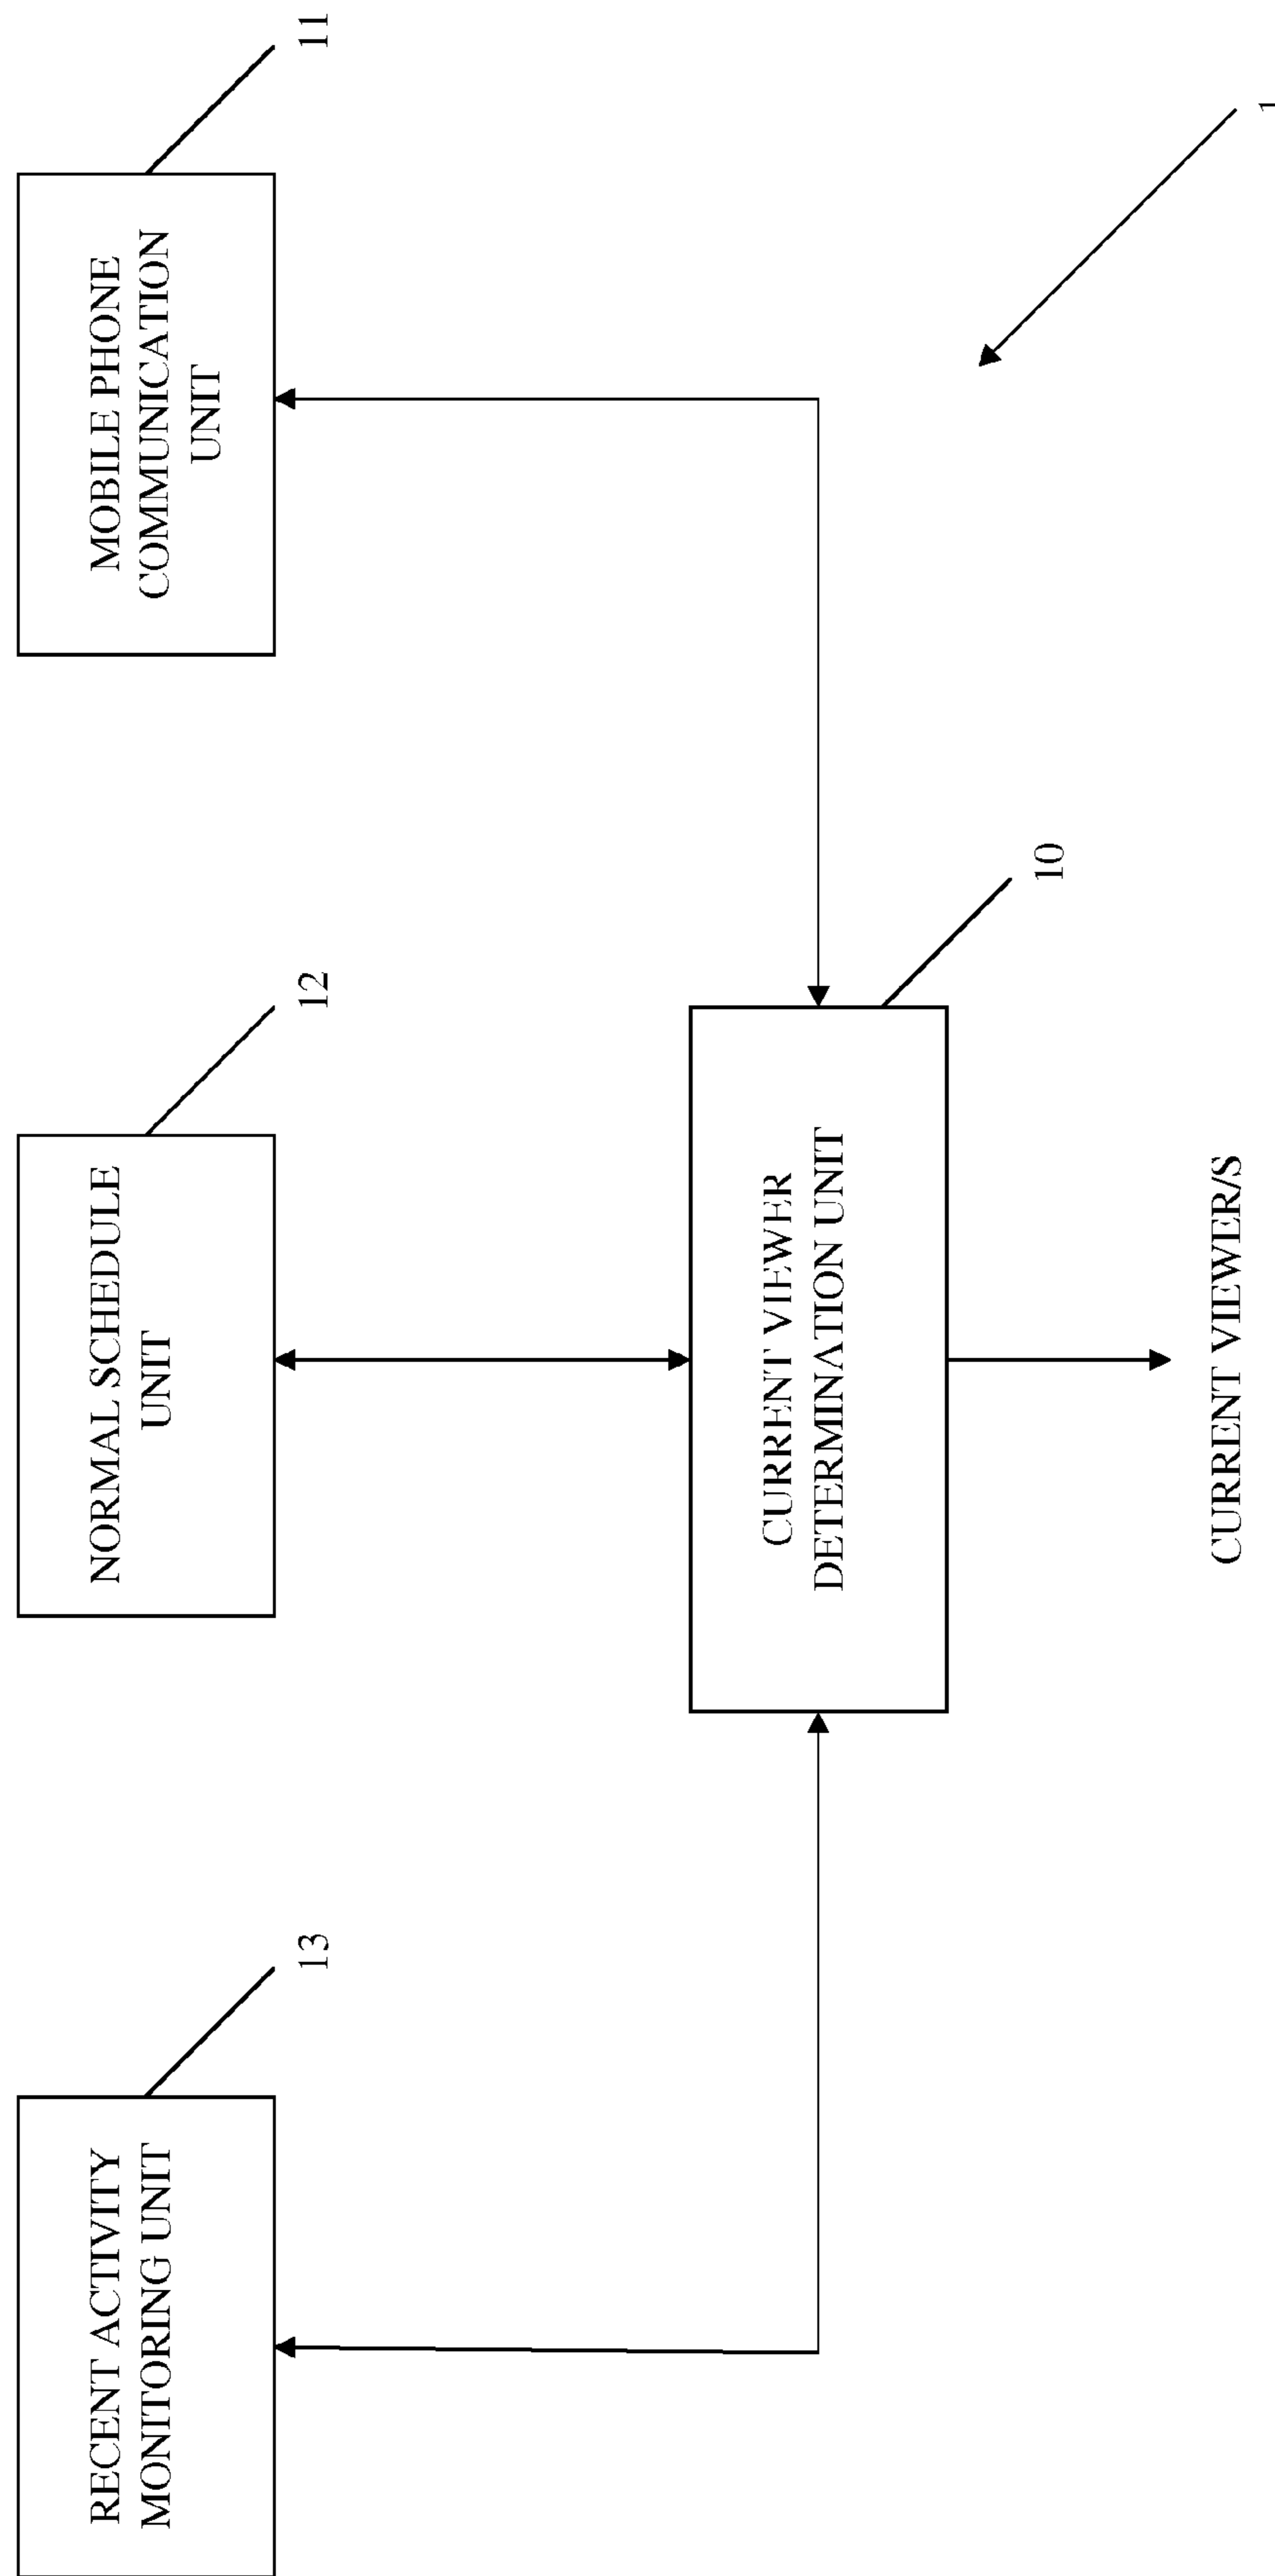 RECENT ACTIVITY
MONITORING UNIT
13
NORMAL SCHEDULE
UNIT
12
MOBILE PHONE
COMMUNICATION
UNIT
11
CURRENT VIEWER
DETERMINATION UNIT
10
CURRENT VIEWER/S
1